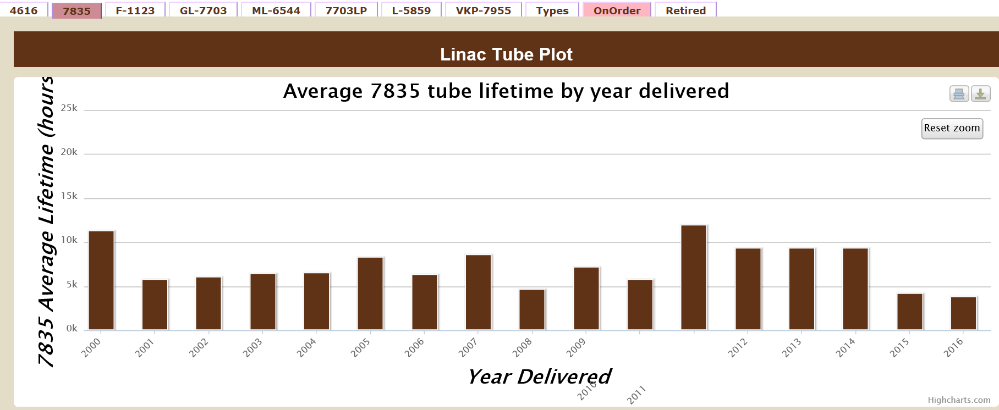 4616 7835 F-1123 GL-7703 ML-6544 7703LP L-5859 VKP-7955 Types OnOrder Retired
Linac Tube Plot
Average 7835 tube lifetime by year delivered
Reset zoom
7835 Average Lifetime (hours
25k
20k
15k
10k
5k
0k
2000 2001 2002 2003 2004 2005 2006 2007 2008 2009 2010 2011 2012 2013 2014 2015 2016
Year Delivered
Highcharts.com